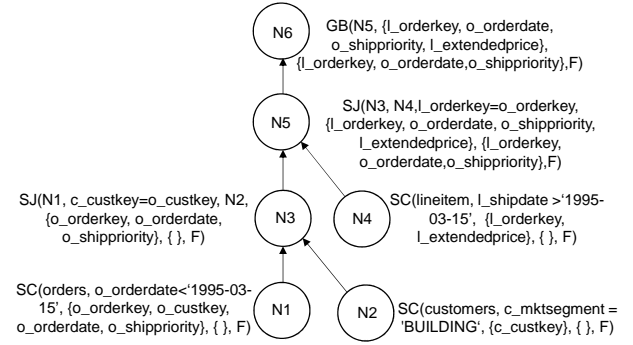 N6
GB(N5, {l_orderkey, o_orderdate,
o_shippriority, l_extendedprice},
{l_orderkey, o_orderdate,o_shippriority},F)
N5
SJ(N3, N4,l_orderkey=o_orderkey,
{l_orderkey, o_orderdate, o_shippriority,
l_extendedprice}, {l_orderkey,
o_orderdate,o_shippriority},F)
SJ(N1, c_custkey=o_custkey, N2,
{o_orderkey, o_orderdate,
o_shippriority}, { }, F)
N3
N4
SC(lineitem, l_shipdate >‘1995-
03-15’, {l_orderkey,
l_extendedprice}, { }, F)
SC(orders, o_orderdate<‘1995-03-
15’, {o_orderkey, o_custkey,
o_orderdate, o_shippriority}, { }, F)
N1
N2
SC(customers, c_mktsegment =
’BUILDING‘, {c_custkey}, { }, F)